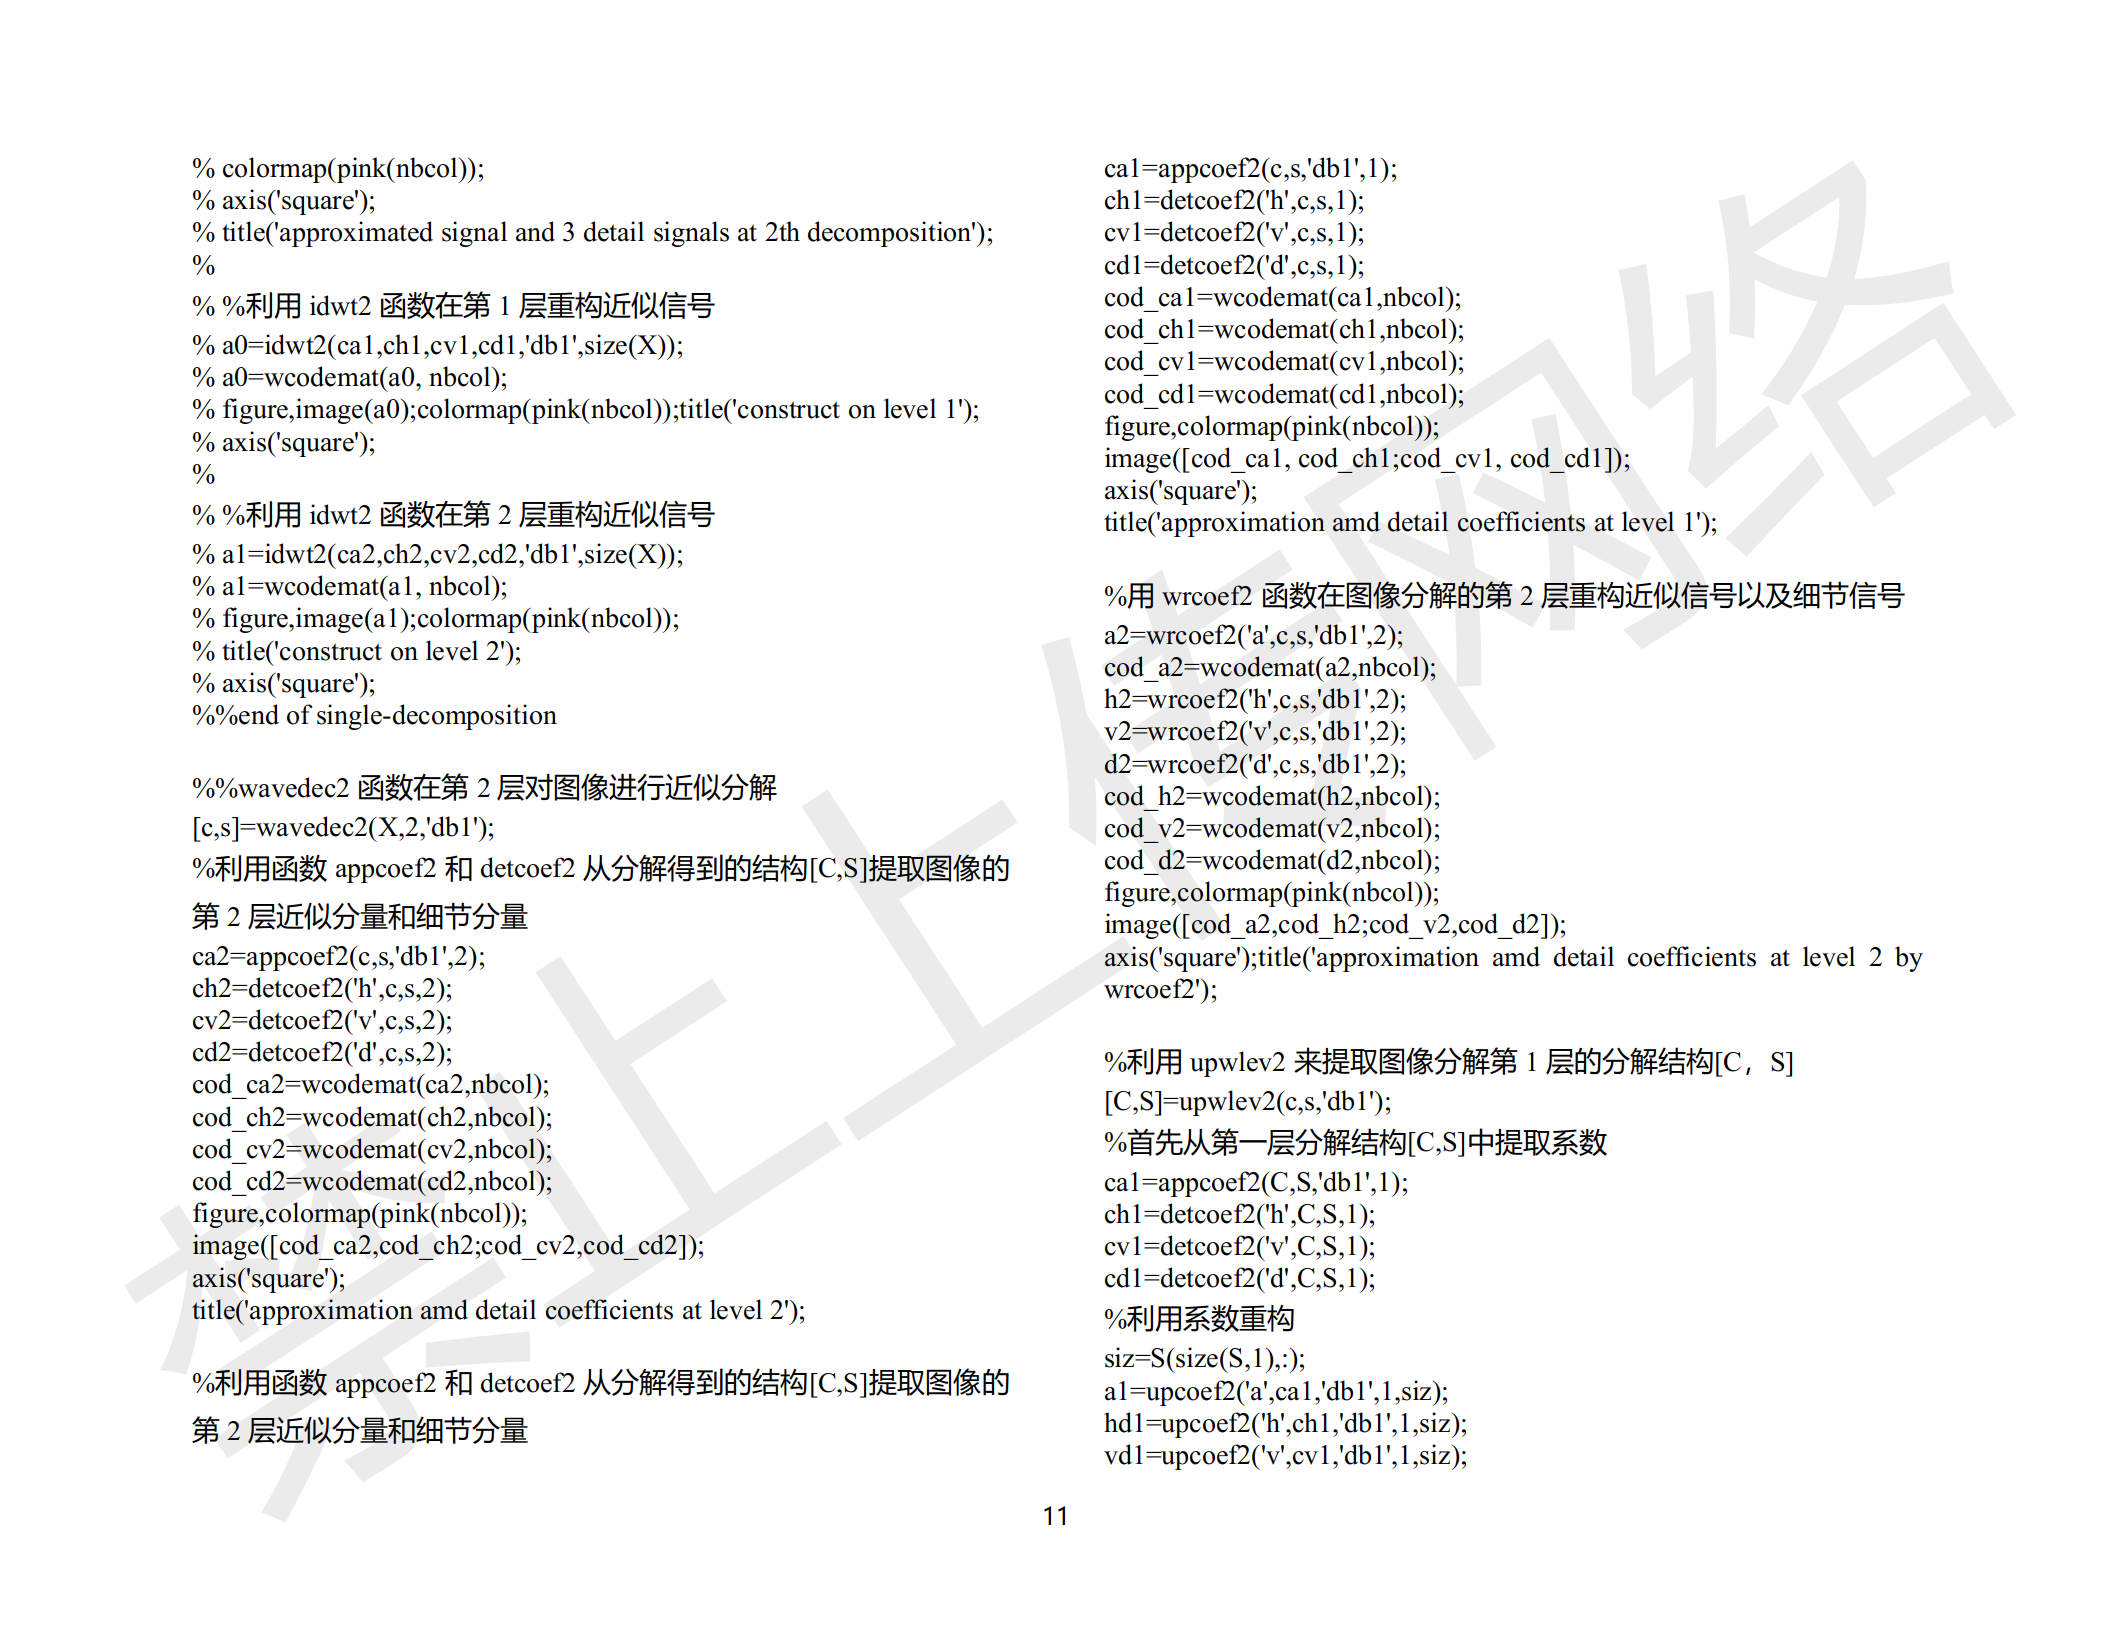 % colormap(pink(nbcol));
% axis('square');
% title('approximated signal and 3 detail signals at 2th decomposition');
%
% %利用 idwt2 函数在第 1 层重构近似信号
% a0=idwt2(ca1,ch1,cv1,cd1,'db1',size(X));
% a0=wcodemat(a0, nbcol);
% figure,image(a0);colormap(pink(nbcol));title('construct on level 1');
% axis('square');
%
% %利用 idwt2 函数在第 2 层重构近似信号
% a1=idwt2(ca2,ch2,cv2,cd2,'db1',size(X));
% a1=wcodemat(a1, nbcol);
% figure,image(a1);colormap(pink(nbcol));
% title('construct on level 2');
% axis('square');
%%end of single-decomposition
%%wavedec2 函数在第 2 层对图像进行近似分解
[c,s]=wavedec2(X,2,'db1');
%利用函数 appcoef2 和 detcoef2 从分解得到的结构[C,S]提取图像的
第 2 层近似分量和细节分量
ca2=appcoef2(c,s,'db1',2);
ch2=detcoef2('h',c,s,2);
cv2=detcoef2('v',c,s,2);
cd2=detcoef2('d',c,s,2);
cod_ca2=wcodemat(ca2,nbcol);
cod_ch2=wcodemat(ch2,nbcol);
cod_cv2=wcodemat(cv2,nbcol);
cod_cd2=wcodemat(cd2,nbcol);
figure,colormap(pink(nbcol));
image([cod_ca2,cod_ch2;cod_cv2,cod_cd2]);
axis('square');
title('approximation amd detail coefficients at level 2');
%利用函数 appcoef2 和 detcoef2 从分解得到的结构[C,S]提取图像的
第 2 层近似分量和细节分量
ca1=appcoef2(c,s,'db1',1);
ch1=detcoef2('h',c,s,1);
cv1=detcoef2('v',c,s,1);
cd1=detcoef2('d',c,s,1);
cod_ca1=wcodemat(ca1,nbcol);
cod_ch1=wcodemat(ch1,nbcol);
cod_cv1=wcodemat(cv1,nbcol);
cod_cd1=wcodemat(cd1,nbcol);
figure,colormap(pink(nbcol));
image([cod_ca1, cod_ch1;cod_cv1, cod_cd1]);
axis('square');
title('approximation amd detail coefficients at level 1');
%用 wrcoef2 函数在图像分解的第 2 层重构近似信号以及细节信号
a2=wrcoef2('a',c,s,'db1',2);
cod_a2=wcodemat(a2,nbcol);
h2=wrcoef2('h',c,s,'db1',2);
v2=wrcoef2('v',c,s,'db1',2);
d2=wrcoef2('d',c,s,'db1',2);
cod_h2=wcodemat(h2,nbcol);
cod_v2=wcodemat(v2,nbcol);
cod_d2=wcodemat(d2,nbcol);
figure,colormap(pink(nbcol));
image([cod_a2,cod_h2;cod_v2,cod_d2]);
axis('square');title('approximation amd detail coefficients at level 2 by
wrcoef2');
%利用 upwlev2 来提取图像分解第 1 层的分解结构[C，S]
[C,S]=upwlev2(c,s,'db1');
%首先从第一层分解结构[C,S]中提取系数
ca1=appcoef2(C,S,'db1',1);
ch1=detcoef2('h',C,S,1);
cv1=detcoef2('v',C,S,1);
cd1=detcoef2('d',C,S,1);
%利用系数重构
siz=S(size(S,1),:);
a1=upcoef2('a',ca1,'db1',1,siz);
hd1=upcoef2('h',ch1,'db1',1,siz);
vd1=upcoef2('v',cv1,'db1',1,siz);
11
禁止上传网络